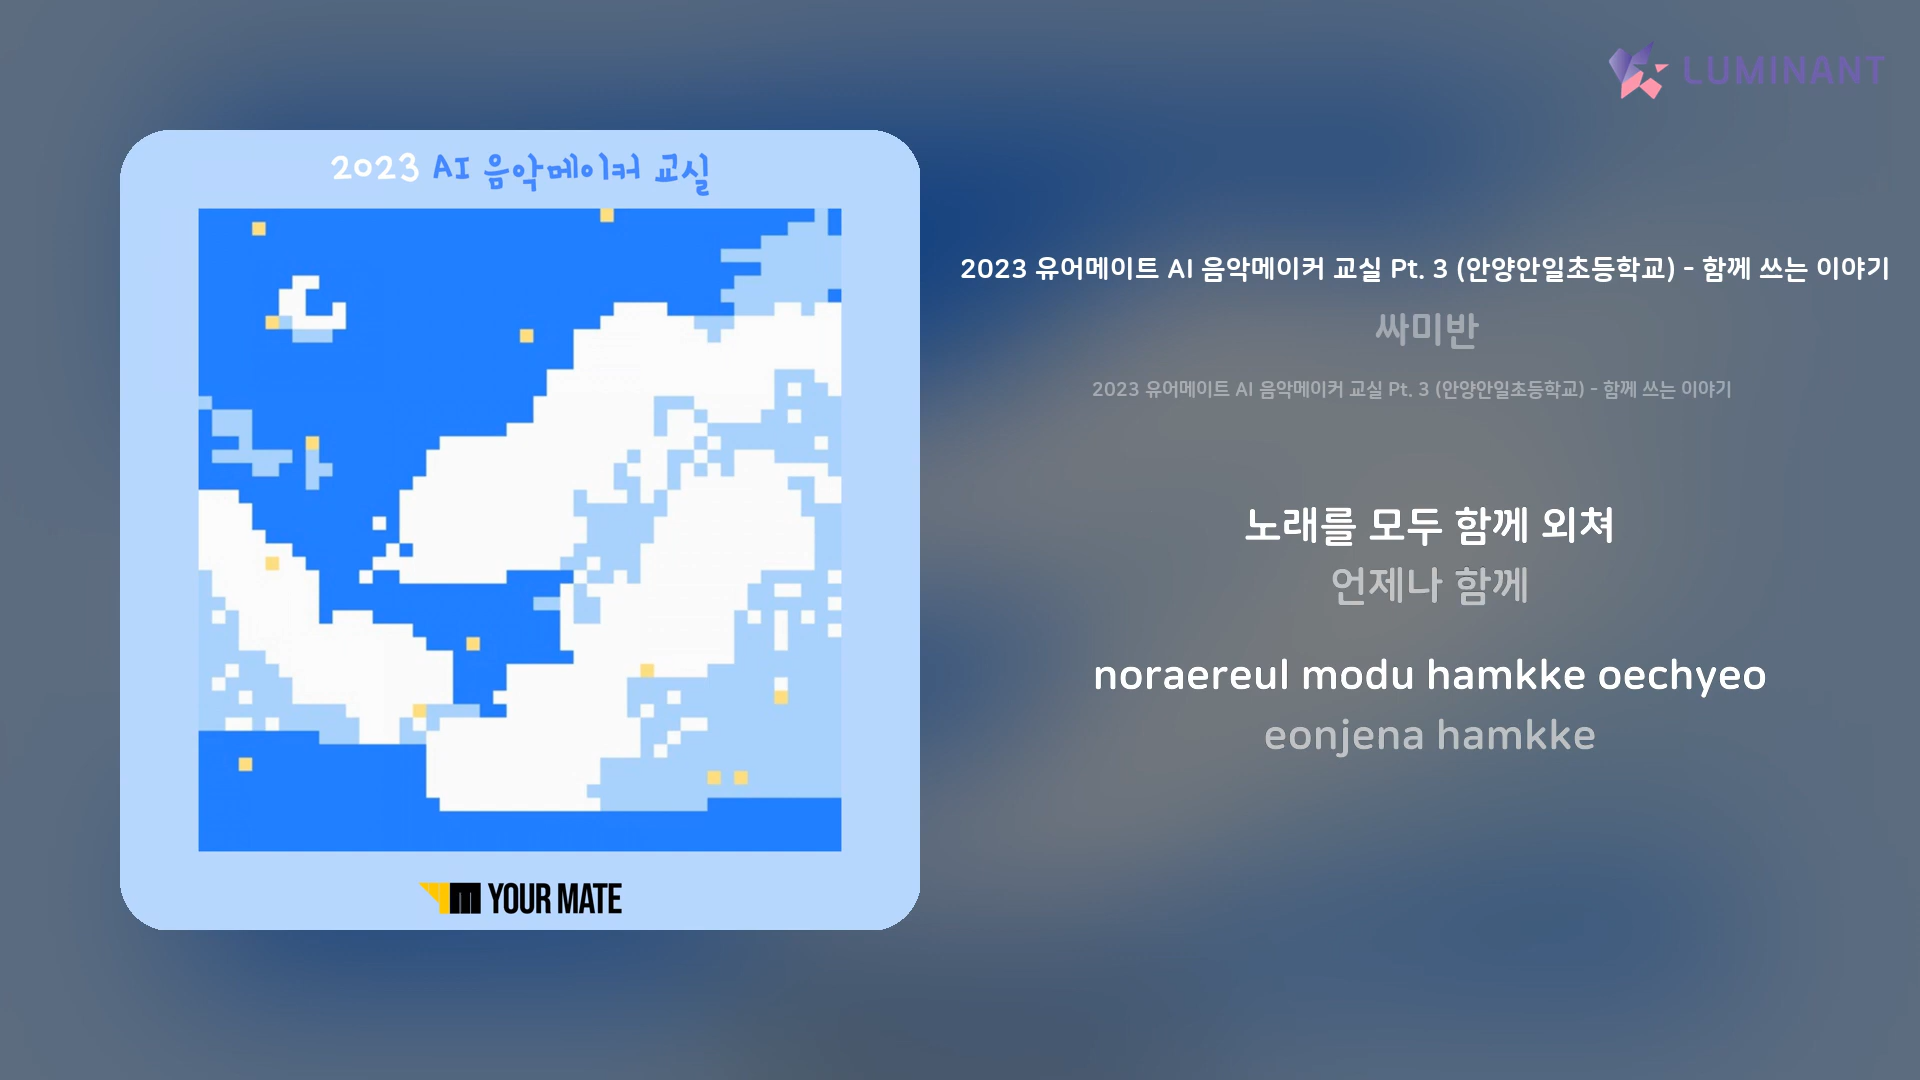 LUMINANT
2023 AI 음악메이커 교실
YOUR MATE
2023 유어메이트 AI 음악메이커 교실 Pt. 3 (안양안일초등학교) - 함께 쓰는 이야기
싸미반
2023 유어메이트 AI 음악메이커 교실 Pt. 3 (안양안일초등학교) - 함께 쓰는 이야기
노래를 모두 함께 외쳐
언제나 함께
noraereul modu hamkke oechyeo
eonjena hamkke